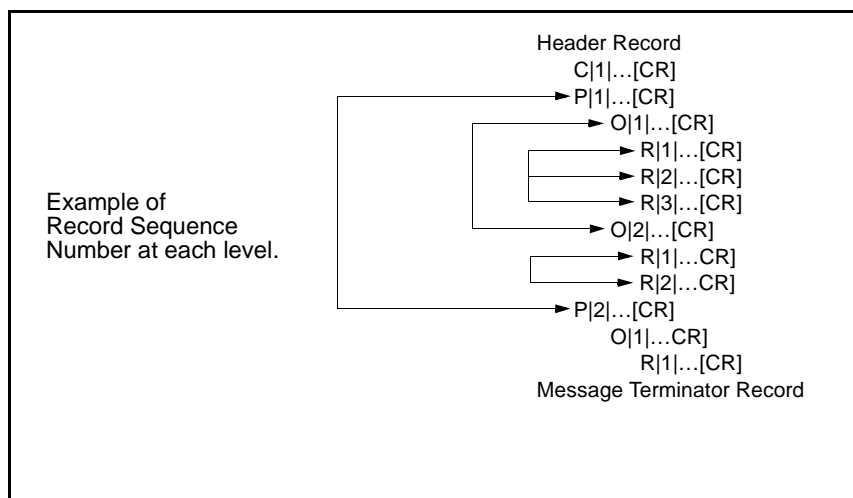 Header Record
C|1|…[CR]
P|1|…[CR]
O|1|…[CR]
R|1|…[CR]
R|2|…[CR]
R|3|…[CR]
O|2|…[CR]
R|1|…CR]
R|2|…CR]
P|2|…[CR]
O|1|…CR]
R|1|…[CR]
Message Terminator Record
Example of
Record Sequence
Number at each level.